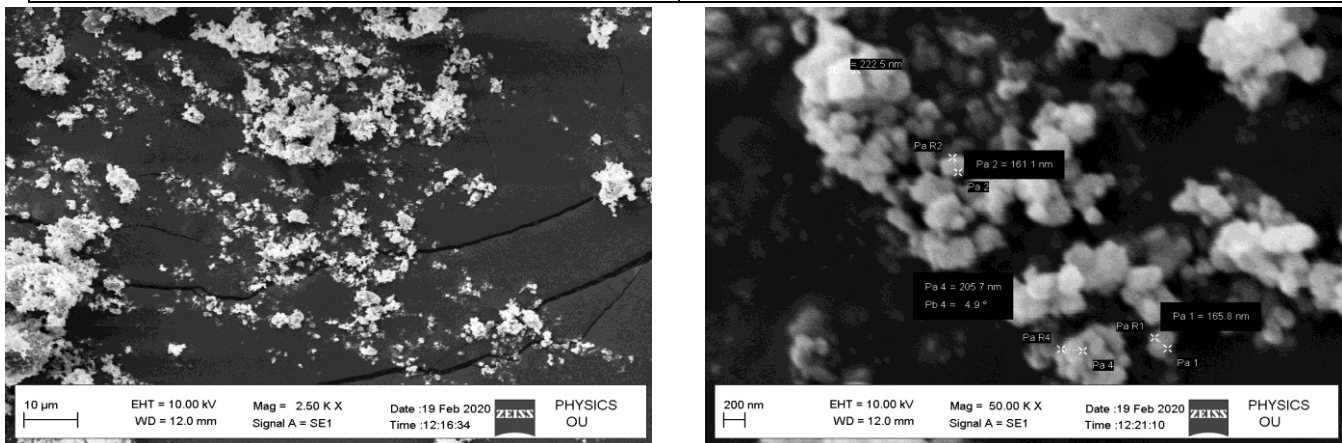 10 µm
EHT = 10.00 kV
WD = 12.0 mm
Mag = 2.50 K X
Signal A = SE1
Date :19 Feb 2020
Time :12:16:34
ZEISS
PHYSICS
OU
= 222.5 nm
Pa R2
Pa 2 = 161.1 nm
Pa 2
Pa 4 = 205.7 nm
Pb 4 = 4.9 °
Pa 1 = 165.8 nm
Pa R1
Pa R4
Pa 1
Pa 4
200 nm
EHT = 10.00 kV
WD = 12.0 mm
Mag = 50.00 K X
Signal A = SE1
Date :19 Feb 2020
Time :12:21:10
ZEISS
PHYSICS
OU